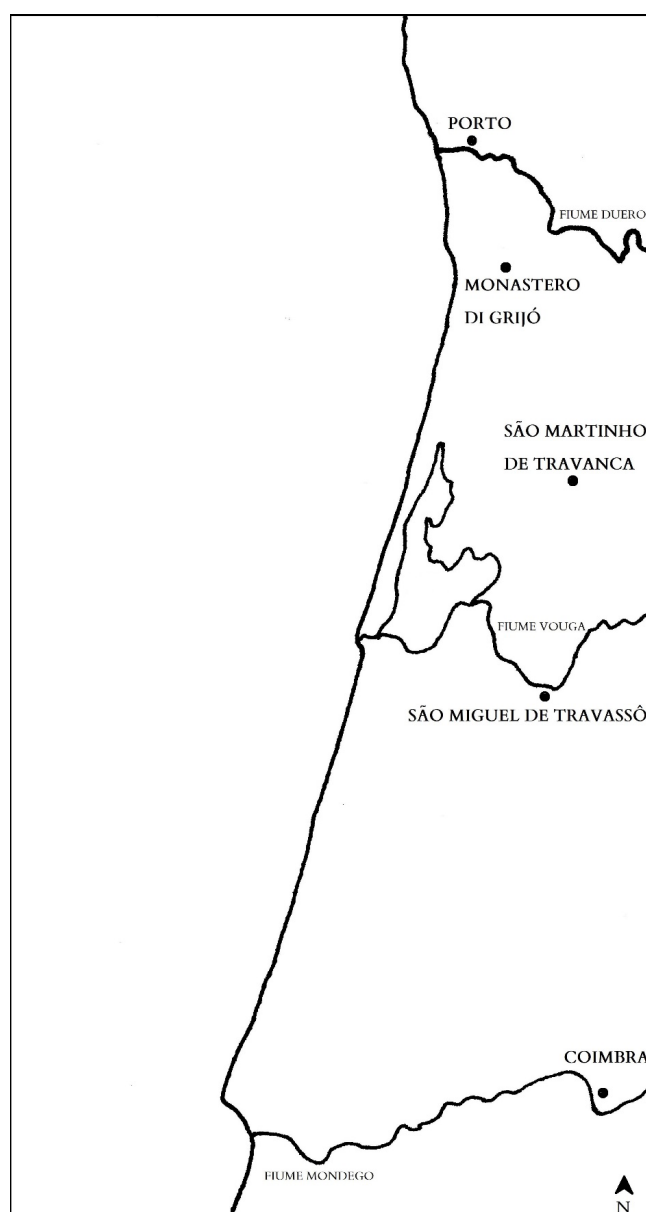 PORTO
FIUME DUERO
MONASTERO
DI GRIJÓ
SÃO MARTINHO
DE TRAVANCA
FIUME VOUGA
SÃO MIGUEL DE TRAVASSÔ
COIMBRA
FIUME MONDEGO
N